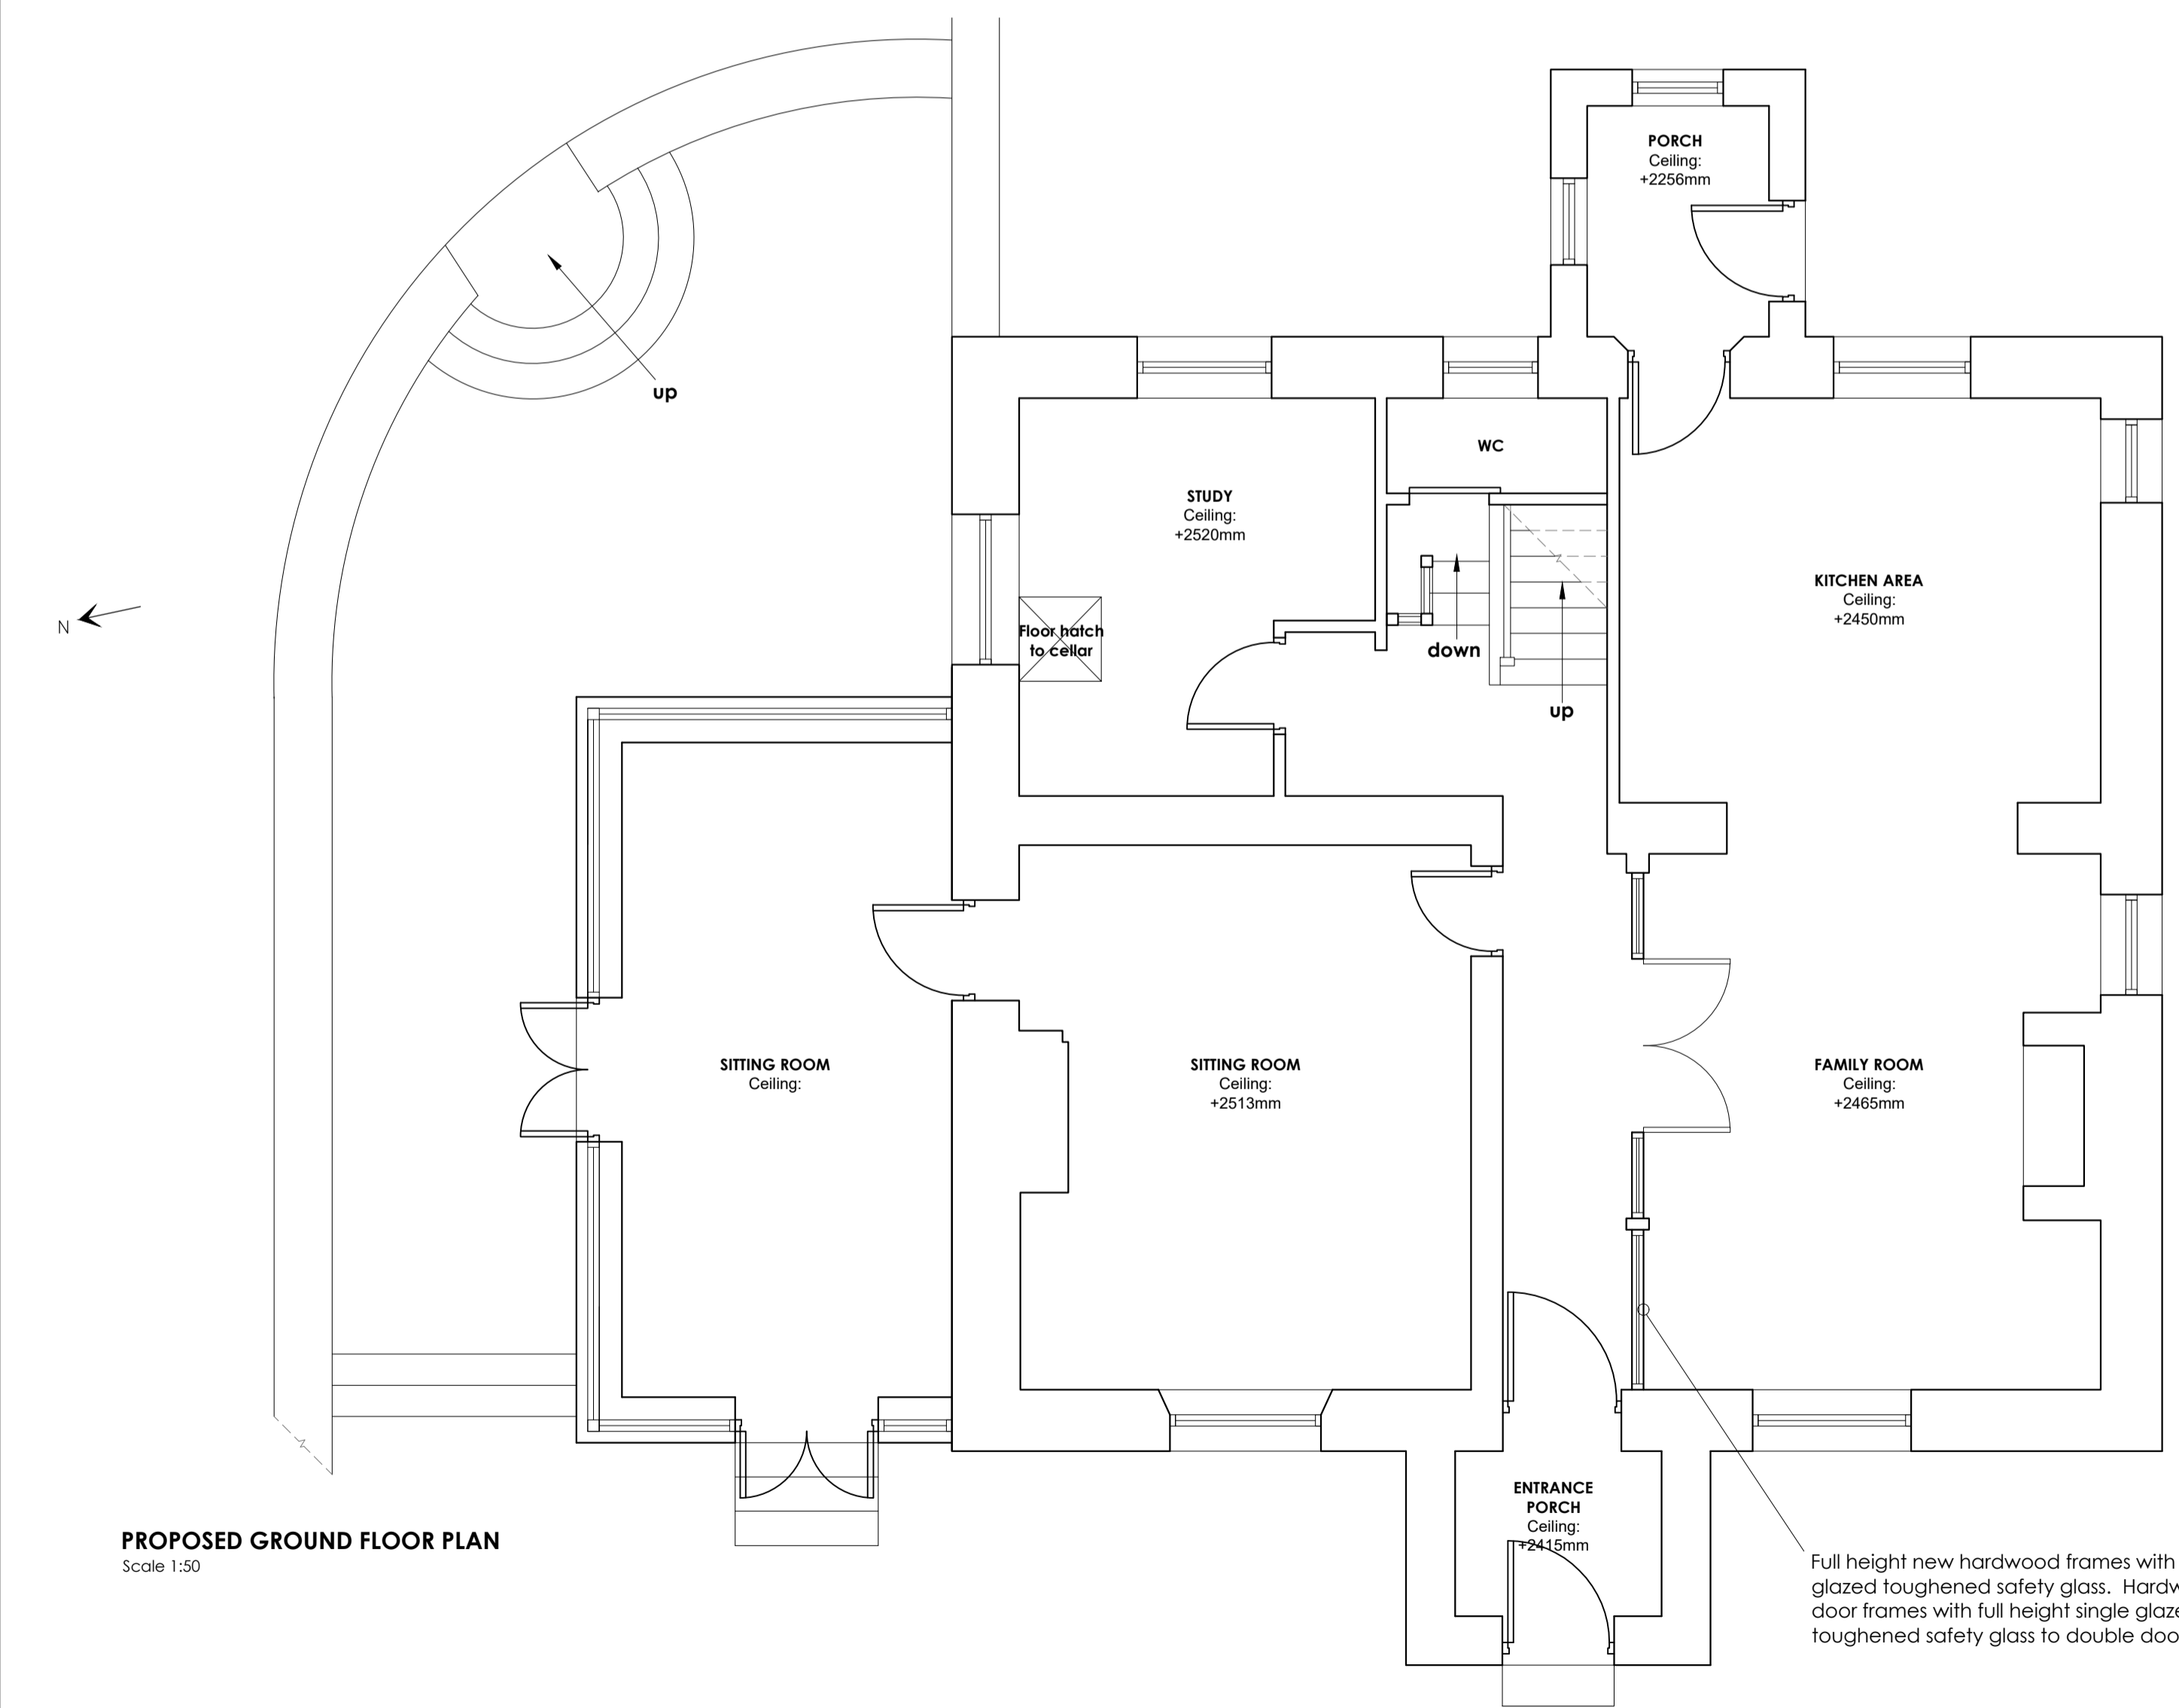 PORCH
Ceiling:
+2256mm
up
WC
STUDY
Ceiling:
+2520mm
KITCHEN AREA
Ceiling:
+2450mm
N
Floor hatch
to cellar
down
up
SITTING ROOM
Ceiling:
SITTING ROOM
Ceiling:
+2513mm
FAMILY ROOM
Ceiling:
+2465mm
ENTRANCE
PORCH
Ceiling:
+2415mm
PROPOSED GROUND FLOOR PLAN
Scale 1:50
Full height new hardwood frames with
glazed toughened safety glass. Hardw
door frames with full height single glaze
toughened safety glass to double doo